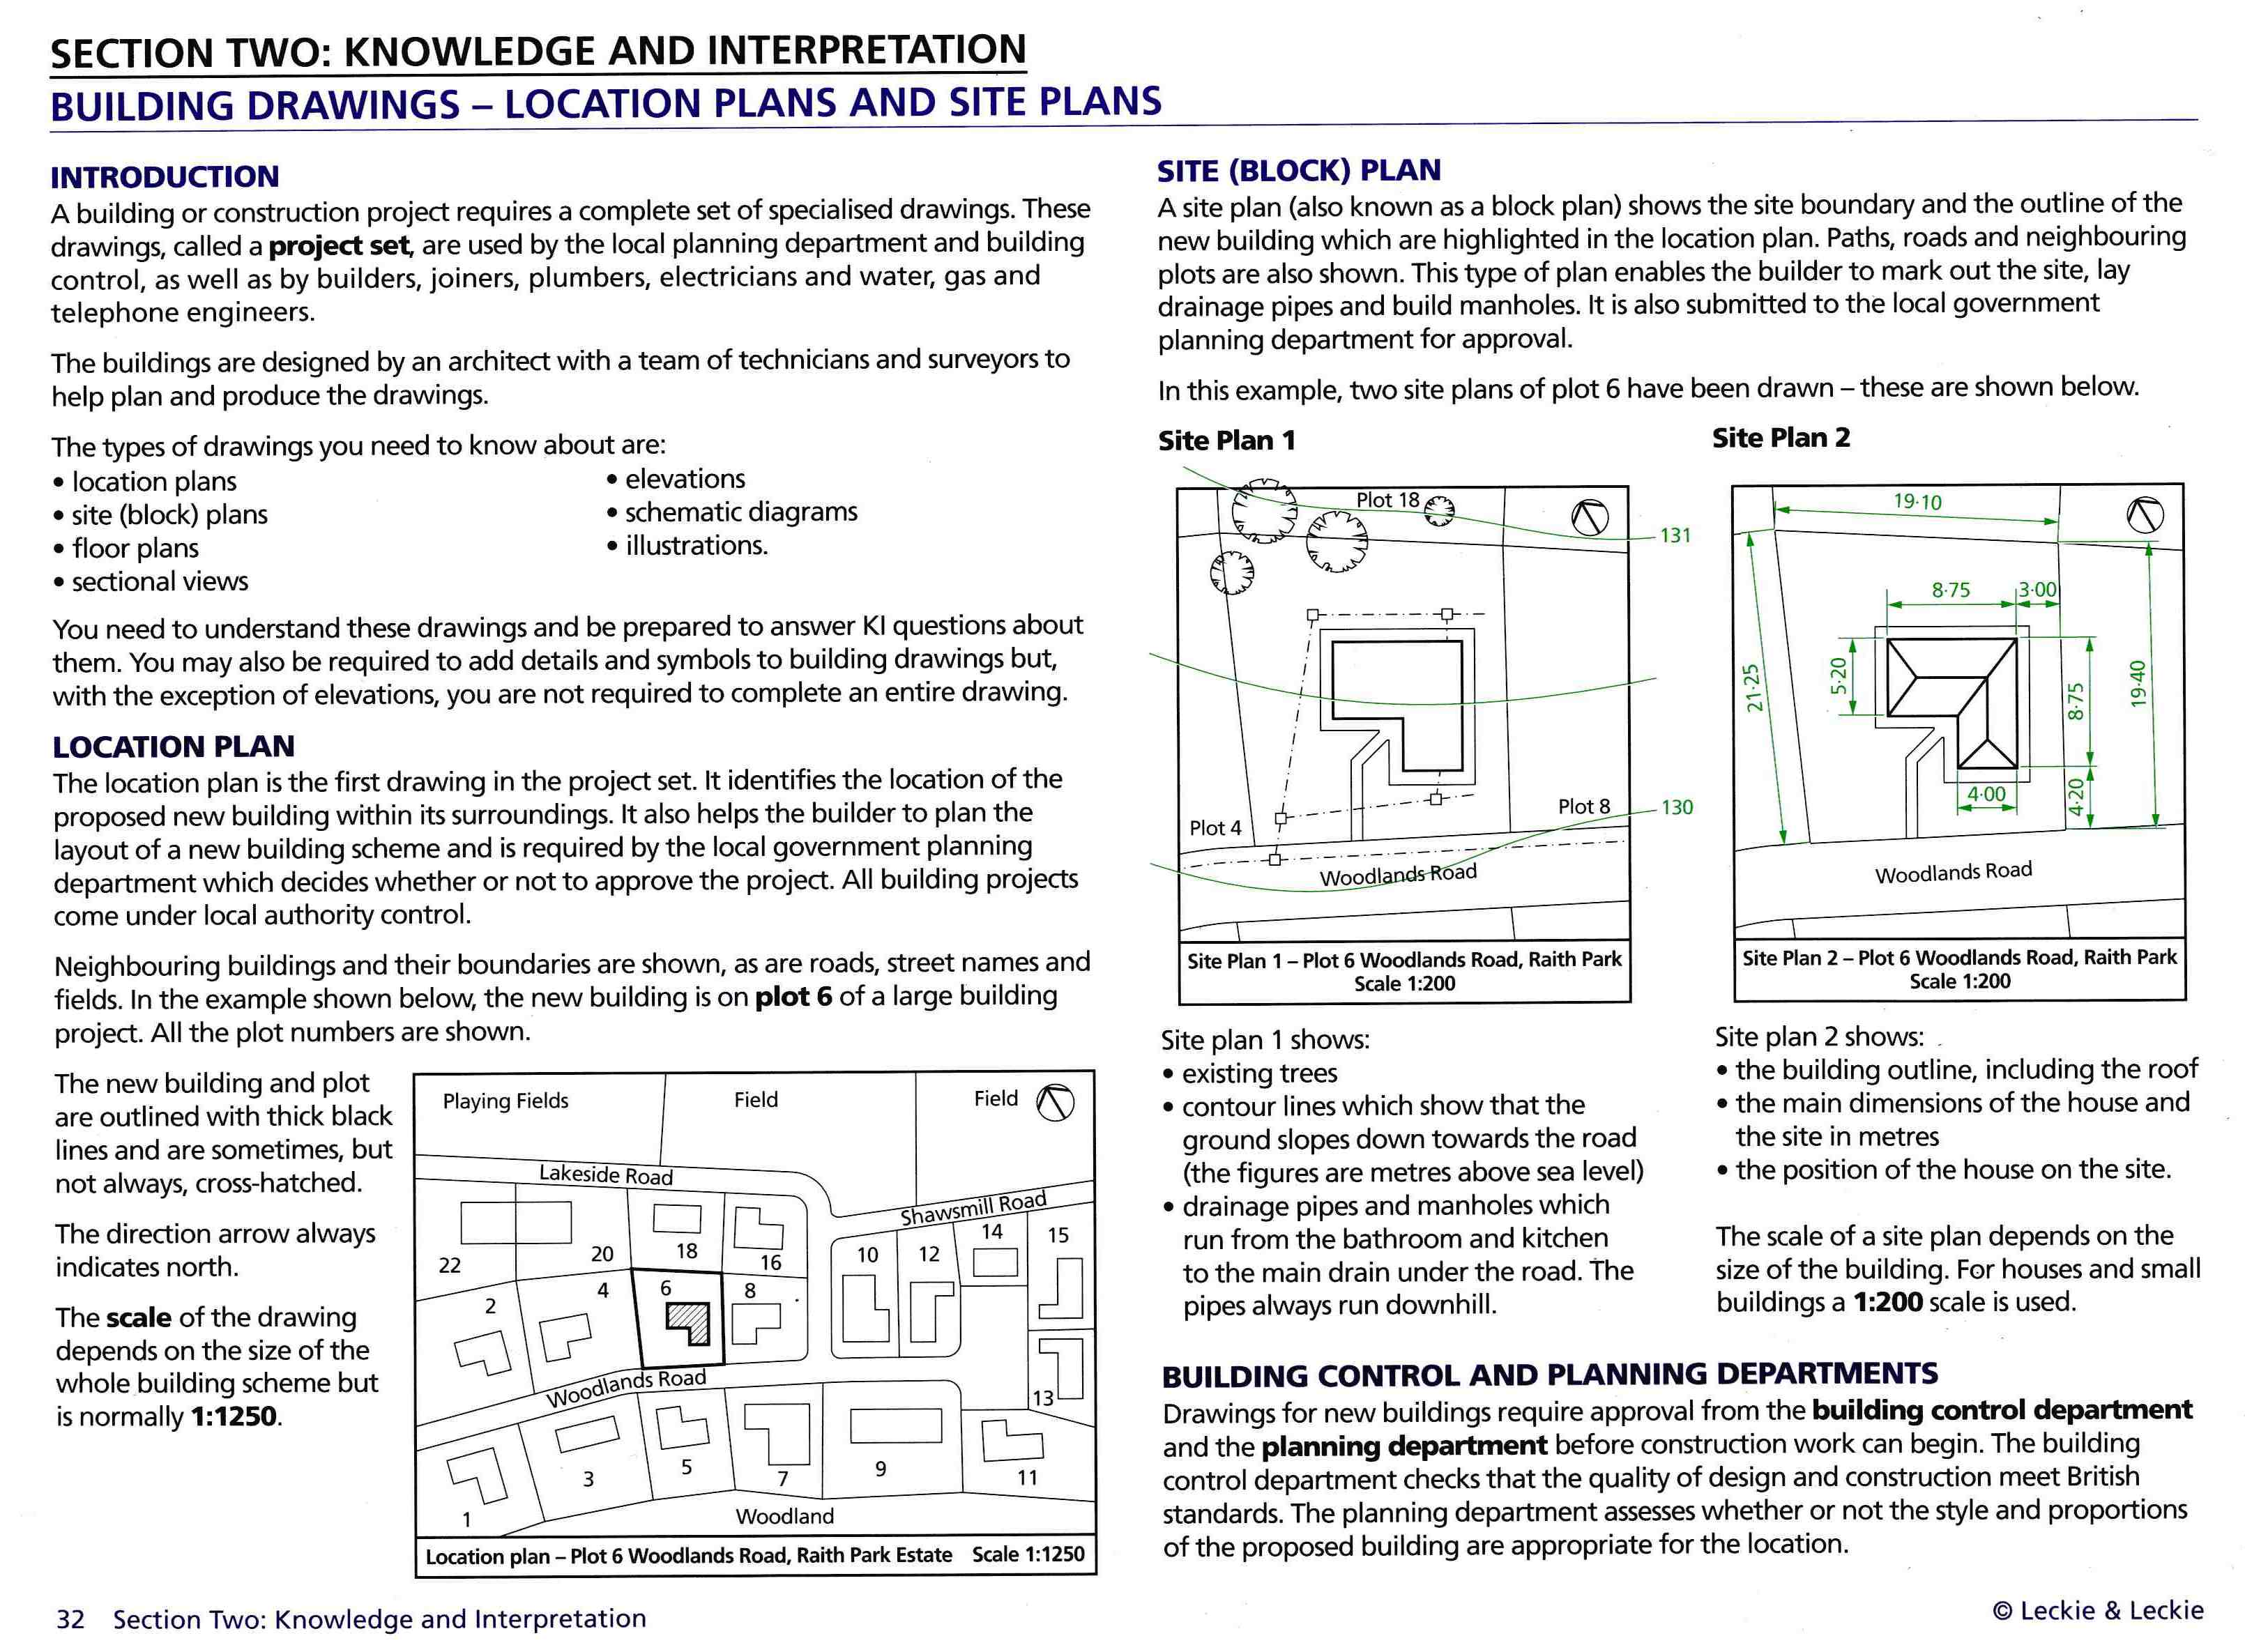 SECTION TWO: KNOWLEDGE AND INTERPRETATION
BUILDING DRAWINGS – LOCATION PLANS AND SITE PLANS
INTRODUCTION
A building or construction project requires a complete set of specialised drawings. These
drawings, called a project set, are used by the local planning department and building
control, as well as by builders, joiners, plumbers, electricians and water, gas and
telephone engineers.
The buildings are designed by an architect with a team of technicians and surveyors to
help plan and produce the drawings.
The types of drawings you need to know about are:
• location plans
• site (block) plans
• floor plans
• sectional views
• elevations
• schematic diagrams
• illustrations.
You need to understand these drawings and be prepared to answer KI questions about
them. You may also be required to add details and symbols to building drawings but,
with the exception of elevations, you are not required to complete an entire drawing.
LOCATION PLAN
The location plan is the first drawing in the project set. It identifies the location of the
proposed new building within its surroundings. It also helps the builder to plan the
layout of a new building scheme and is required by the local government planning
department which decides whether or not to approve the project. All building projects
come under local authority control.
Neighbouring buildings and their boundaries are shown, as are roads, street names and
fields. In the example shown below, the new building is on plot 6 of a large building
project. All the plot numbers are shown.
The new building and plot
are outlined with thick black
lines and are sometimes, but
not always, cross-hatched.
The direction arrow always
indicates north.
The scale of the drawing
depends on the size of the
whole building scheme but
is normally 1:1250.
Playing Fields
Field
Field
Lakeside Road
Shawsmill Road
22
20
18
16
10
12
14
15
2
4
6
8
Woodlands Road
13
1
3
5
7
9
11
Woodland
Location plan – Plot 6 Woodlands Road, Raith Park Estate Scale 1:1250
SITE (BLOCK) PLAN
A site plan (also known as a block plan) shows the site boundary and the outline of the
new building which are highlighted in the location plan. Paths, roads and neighbouring
plots are also shown. This type of plan enables the builder to mark out the site, lay
drainage pipes and build manholes. It is also submitted to the local government
planning department for approval.
In this example, two site plans of plot 6 have been drawn – these are shown below.
Site Plan 1
Plot 18
131
Plot 8
130
Plot 4
Woodlands Road
Site Plan 1 – Plot 6 Woodlands Road, Raith Park
Scale 1:200
Site plan 1 shows:
• existing trees
• contour lines which show that the
ground slopes down towards the road
(the figures are metres above sea level)
• drainage pipes and manholes which
run from the bathroom and kitchen
to the main drain under the road. The
pipes always run downhill.
Site Plan 2
19·10
8·75
3·00
21·25
5·20
8·75
19·40
4·00
4·20
Woodlands Road
Site Plan 2 – Plot 6 Woodlands Road, Raith Park
Scale 1:200
Site plan 2 shows:
• the building outline, including the roof
• the main dimensions of the house and
the site in metres
• the position of the house on the site.
The scale of a site plan depends on the
size of the building. For houses and small
buildings a 1:200 scale is used.
BUILDING CONTROL AND PLANNING DEPARTMENTS
Drawings for new buildings require approval from the building control department
and the planning department before construction work can begin. The building
control department checks that the quality of design and construction meet British
standards. The planning department assesses whether or not the style and proportions
of the proposed building are appropriate for the location.
32 Section Two: Knowledge and Interpretation
© Leckie & Leckie